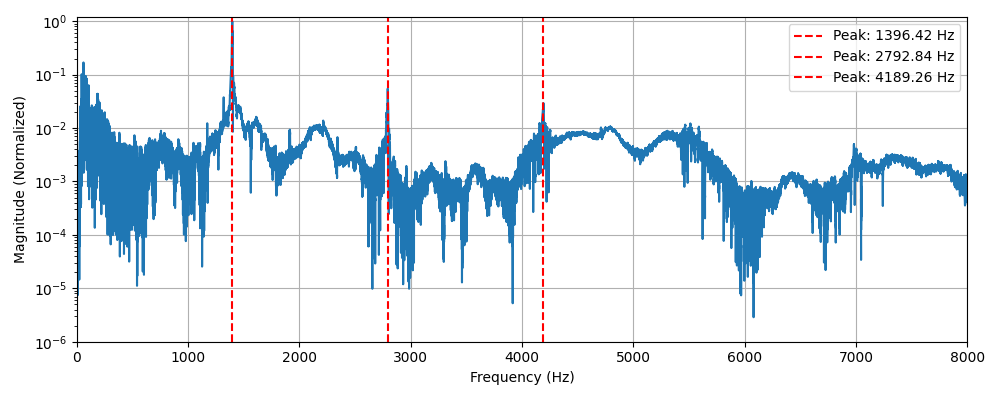 Magnitude (Normalized)
10⁰
10⁻¹
10⁻²
10⁻³
10⁻⁴
10⁻⁵
10⁻⁶
Peak: 1396.42 Hz
Peak: 2792.84 Hz
Peak: 4189.26 Hz
0 1000 2000 3000 4000 5000 6000 7000 8000
Frequency (Hz)